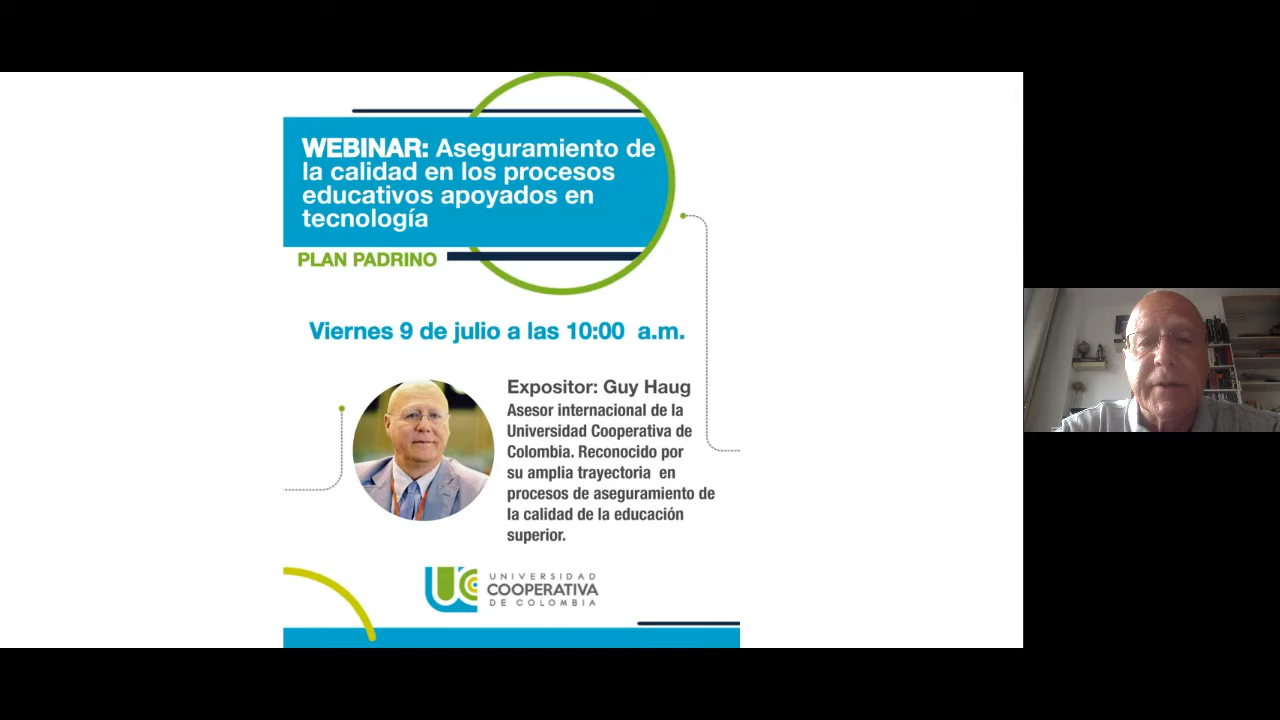 WEBINAR: Aseguramiento de
la calidad en los procesos
educativos apoyados en
tecnología
PLAN PADRINO
Viernes 9 de julio a las 10:00 a.m.
Expositor: Guy Haug
Asesor internacional de la
Universidad Cooperativa de
Colombia. Reconocido por
su amplia trayectoria en
procesos de aseguramiento de
la calidad de la educación
superior.
UC
UNIVERSIDAD
COOPERATIVA
DE COLOMBIA